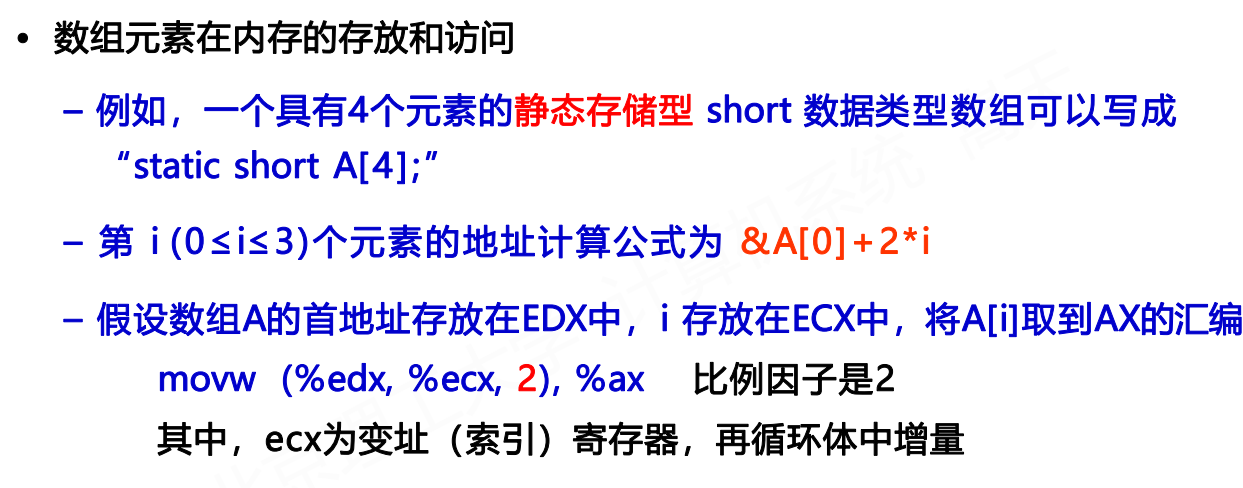 • 数组元素在内存的存放和访问
– 例如，一个具有4个元素的静态存储型 short 数据类型数组可以写成
“static short A[4];”
– 第 i (0≤i≤3)个元素的地址计算公式为 &A[0]+2*i
– 假设数组A的首地址存放在EDX中，i 存放在ECX中，将A[i]取到AX的汇编
movw (%edx, %ecx, 2), %ax 比例因子是2
其中，ecx为变址（索引）寄存器，再循环体中增量